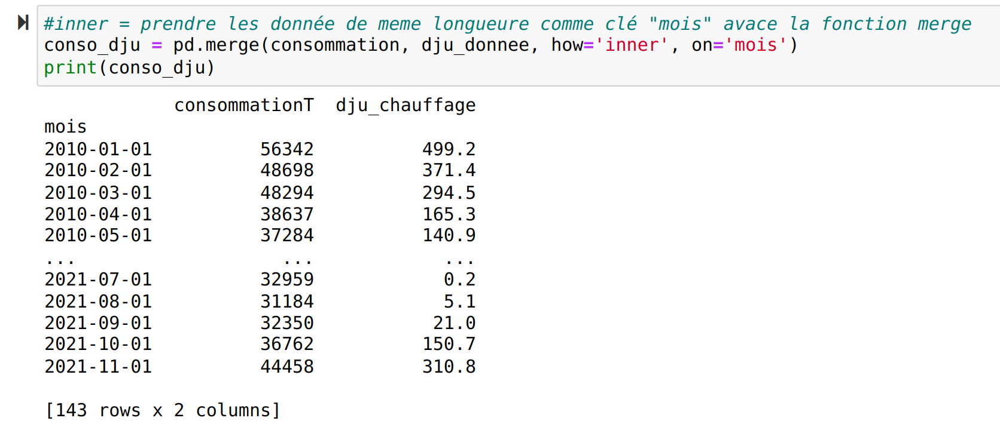 #inner = prendre les donnée de meme longueure comme clé "mois" avace la fonction merge
conso_dju = pd.merge(consommation, dju_donnee, how='inner', on='mois')
print(conso_dju)
consommationT dju_chauffage
mois
2010-01-01 56342 499.2
2010-02-01 48698 371.4
2010-03-01 48294 294.5
2010-04-01 38637 165.3
2010-05-01 37284 140.9
... ... ...
2021-07-01 32959 0.2
2021-08-01 31184 5.1
2021-09-01 32350 21.0
2021-10-01 36762 150.7
2021-11-01 44458 310.8
[143 rows x 2 columns]